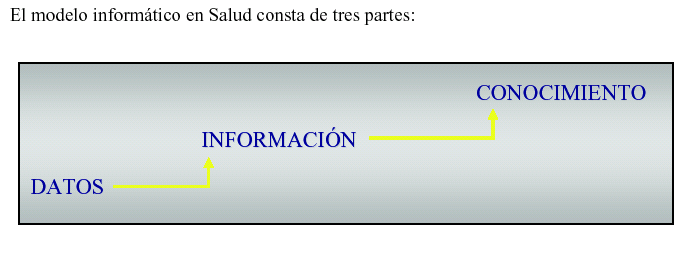 El modelo informático en Salud consta de tres partes:
CONOCIMIENTO
INFORMACIÓN
DATOS